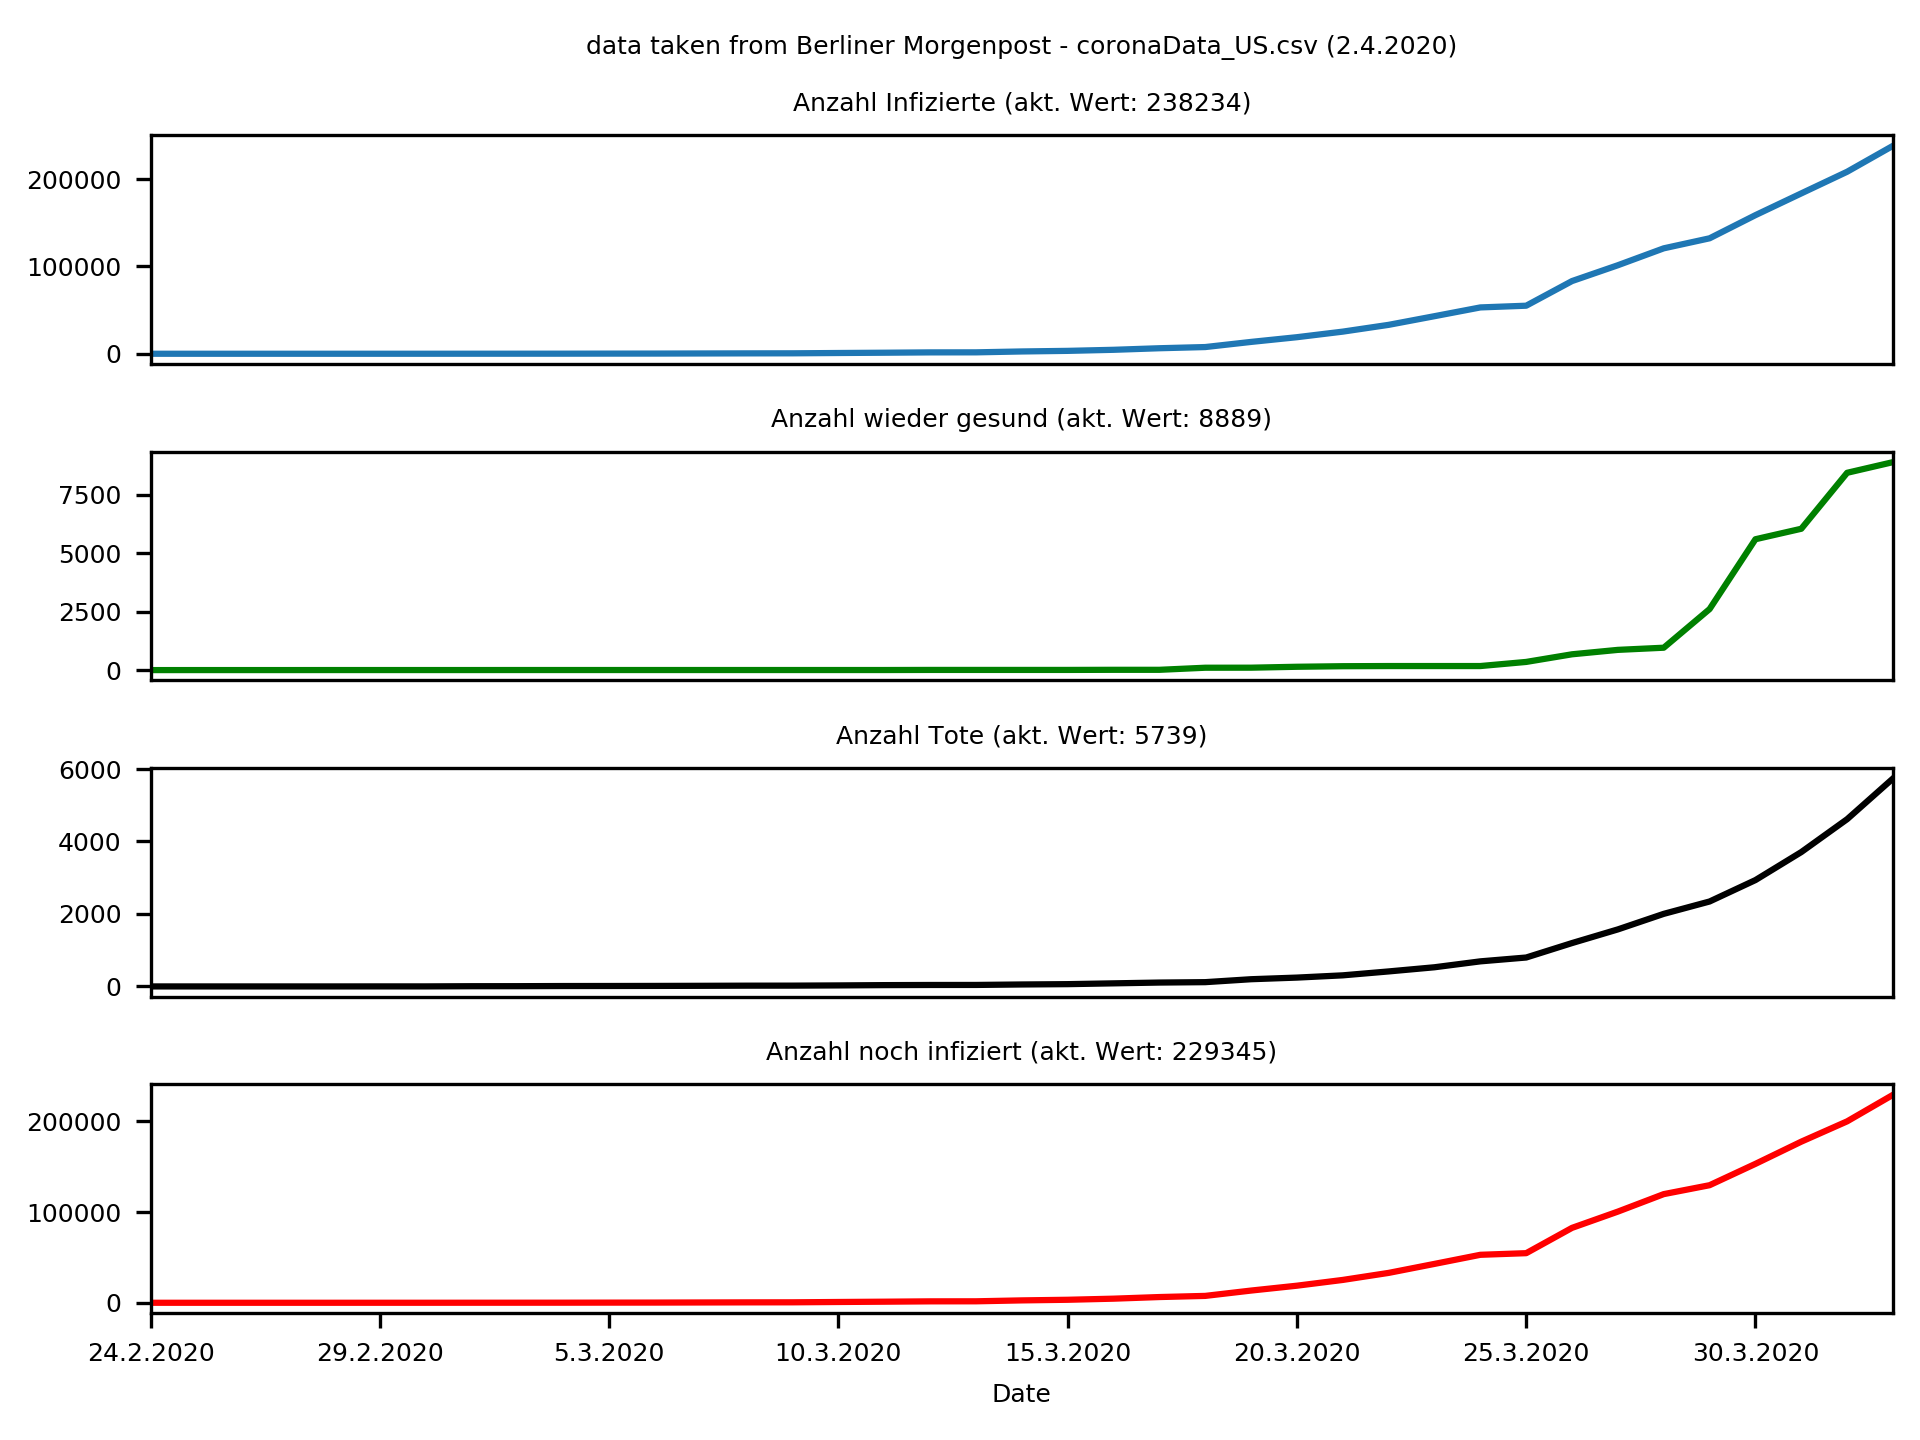 data taken from Berliner Morgenpost - coronaData_US.csv (2.4.2020)
Anzahl Infizierte (akt. Wert: 238234)
200000
100000
0
Anzahl wieder gesund (akt. Wert: 8889)
7500
5000
2500
0
Anzahl Tote (akt. Wert: 5739)
6000
4000
2000
0
Anzahl noch infiziert (akt. Wert: 229345)
200000
100000
0
24.2.2020 29.2.2020 5.3.2020 10.3.2020 15.3.2020 20.3.2020 25.3.2020 30.3.2020
Date